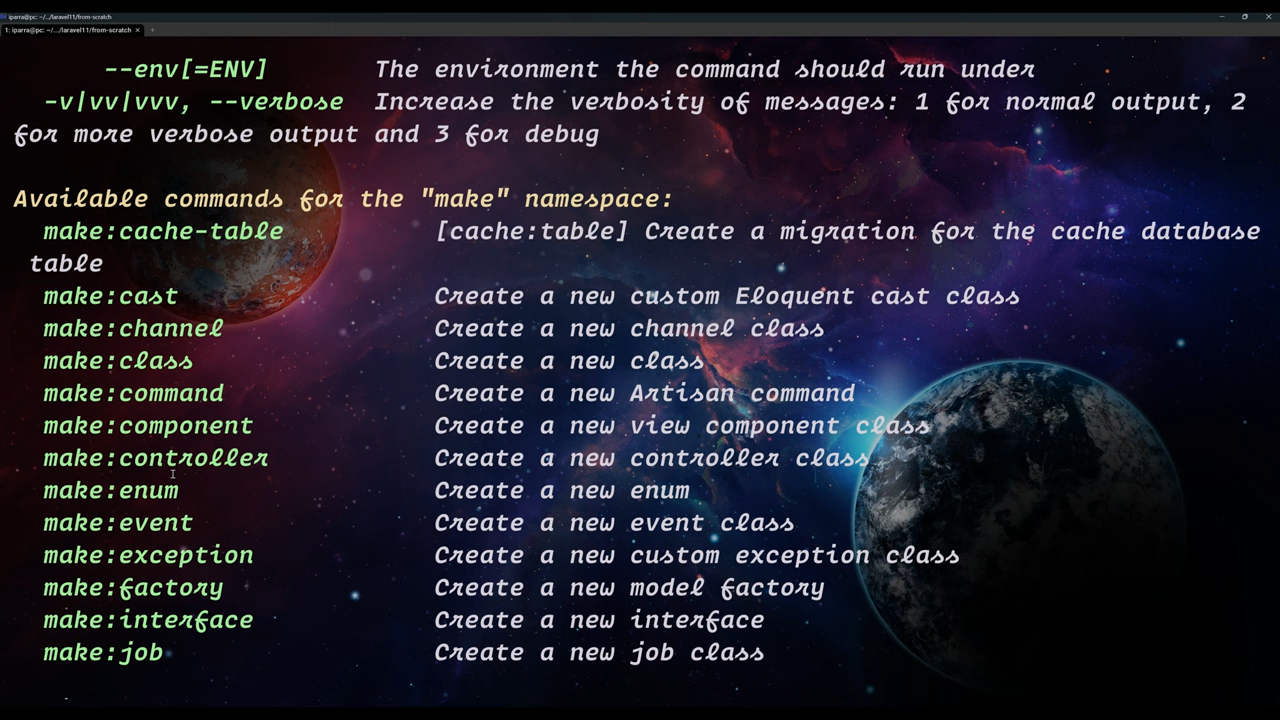 iparra@pc: ~/.../laravel11/from-scratch
1: iparra@pc: ~/.../laravel11/from-scratch × +
--env[=ENV] The environment the command should run under
-v|vv|vvv, --verbose Increase the verbosity of messages: 1 for normal output, 2
for more verbose output and 3 for debug
Available commands for the "make" namespace:
make:cache-table [cache:table] Create a migration for the cache database
table
make:cast Create a new custom Eloquent cast class
make:channel Create a new channel class
make:class Create a new class
make:command Create a new Artisan command
make:component Create a new view component class
make:controller Create a new controller class
make:enum Create a new enum
make:event Create a new event class
make:exception Create a new custom exception class
make:factory Create a new model factory
make:interface Create a new interface
make:job Create a new job class